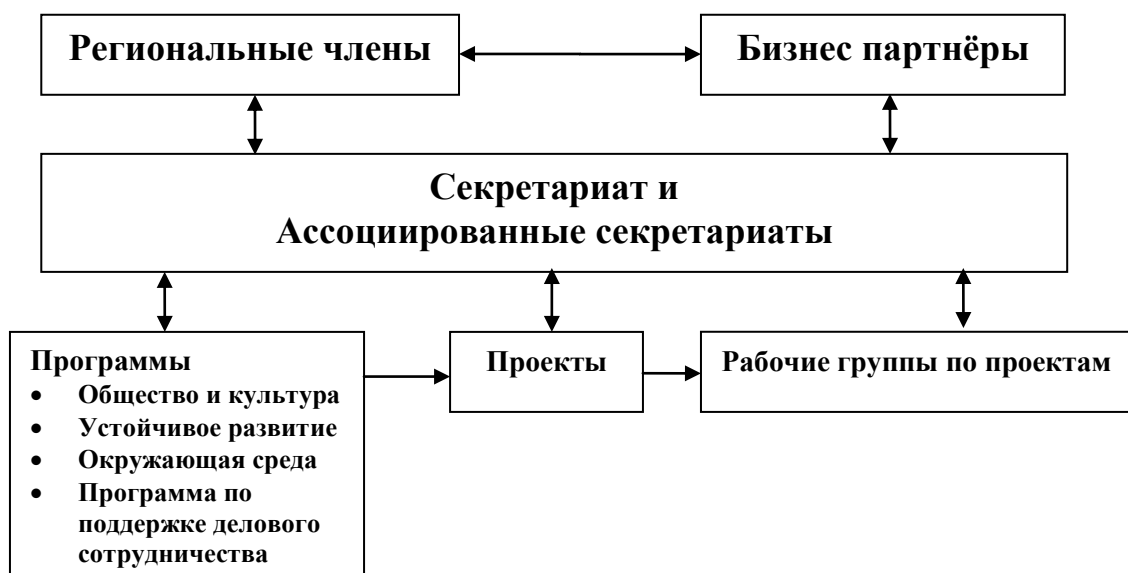 Региональные члены
Бизнес партнёры
Секретариат и
Ассоциированные секретариаты
Программы
• Общество и культура
• Устойчивое развитие
• Окружающая среда
• Программа по
поддержке делового
сотрудничества
Проекты
Рабочие группы по проектам